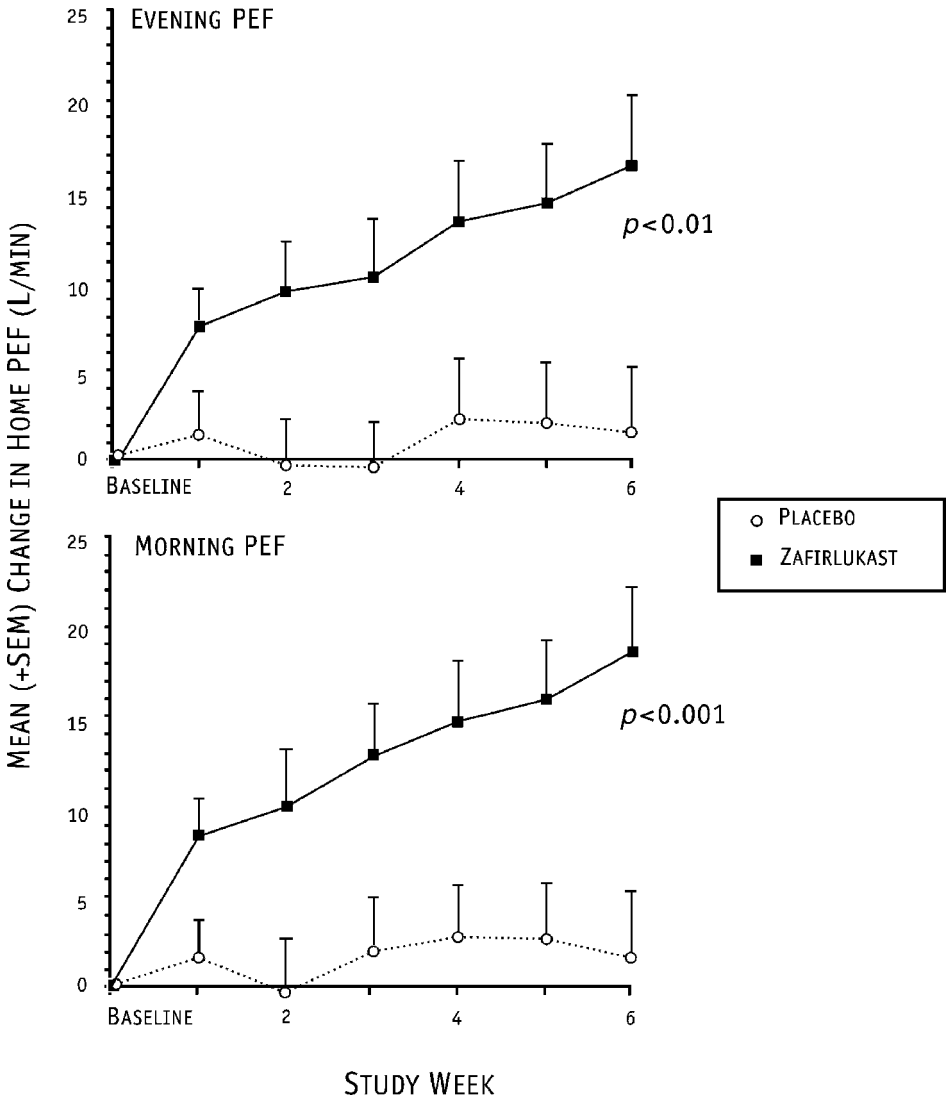 MEAN (+SEM) CHANGE IN HOME PEF (L/MIN)
EVENING PEF
25
20
15
10
5
0
p<0.01
BASELINE 2 4 6
PLACEBO
ZAFIRLUKAST
MORNING PEF
25
20
15
10
5
0
p<0.001
BASELINE 2 4 6
STUDY WEEK